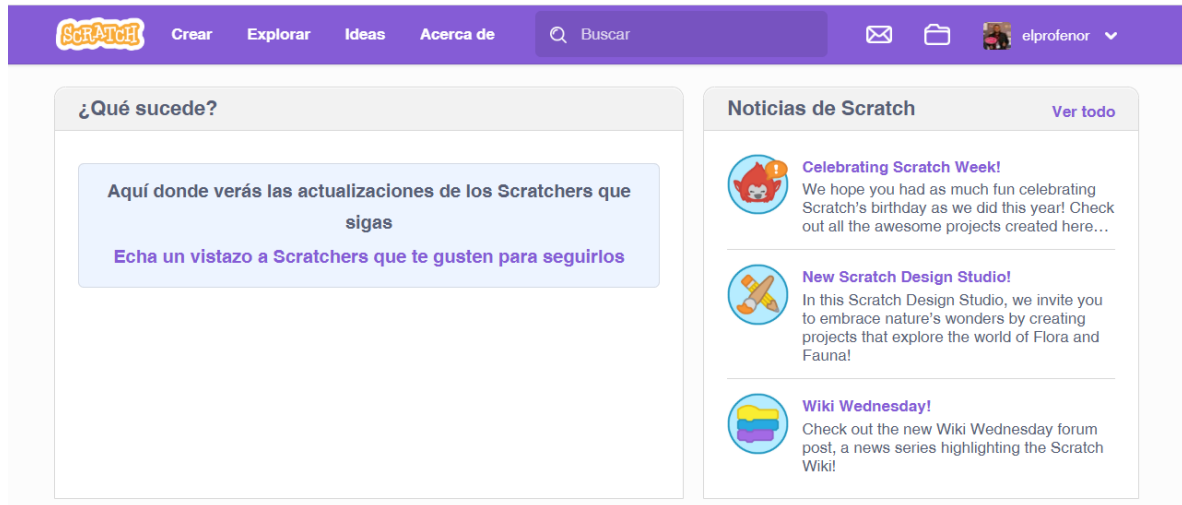 SCRATCH Crear Explorar Ideas Acerca de Buscar elprofenor
¿Qué sucede?
Aquí donde verás las actualizaciones de los Scratchers que
sigas
Echa un vistazo a Scratchers que te gusten para seguirlos
Noticias de Scratch Ver todo
Celebrating Scratch Week!
We hope you had as much fun celebrating
Scratch's birthday as we did this year! Check
out all the awesome projects created here…
New Scratch Design Studio!
In this Scratch Design Studio, we invite you
to embrace nature's wonders by creating
projects that explore the world of Flora and
Fauna!
Wiki Wednesday!
Check out the new Wiki Wednesday forum
post, a news series highlighting the Scratch
Wiki!